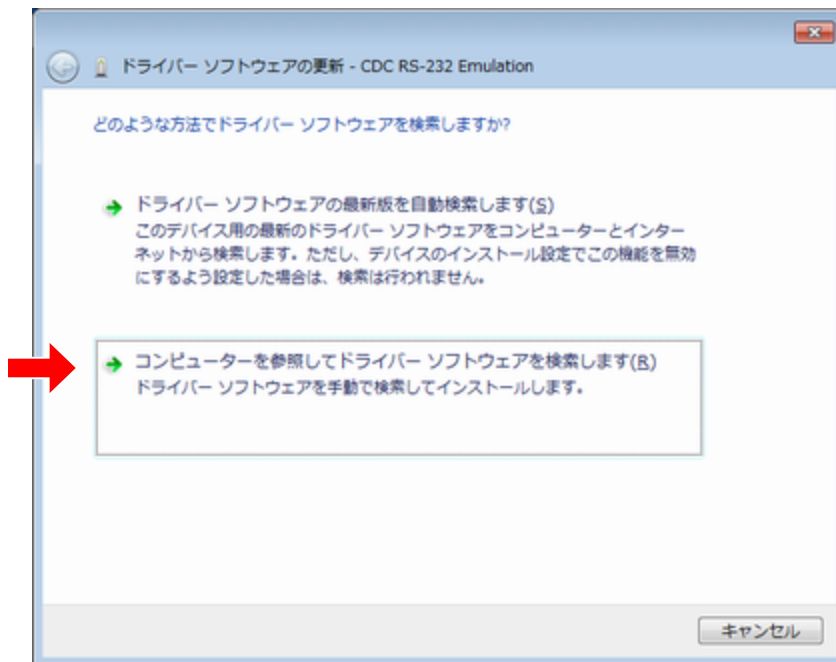 ドライバー ソフトウェアの更新 - CDC RS-232 Emulation
どのような方法でドライバー ソフトウェアを検索しますか?
ドライバー ソフトウェアの最新版を自動検索します(S)
このデバイス用の最新のドライバー ソフトウェアをコンピューターとインター
ネットから検索します。ただし、デバイスのインストール設定でこの機能を無効
にするよう設定した場合は、検索は行われません。
コンピューターを参照してドライバー ソフトウェアを検索します(R)
ドライバー ソフトウェアを手動で検索してインストールします。
キャンセル